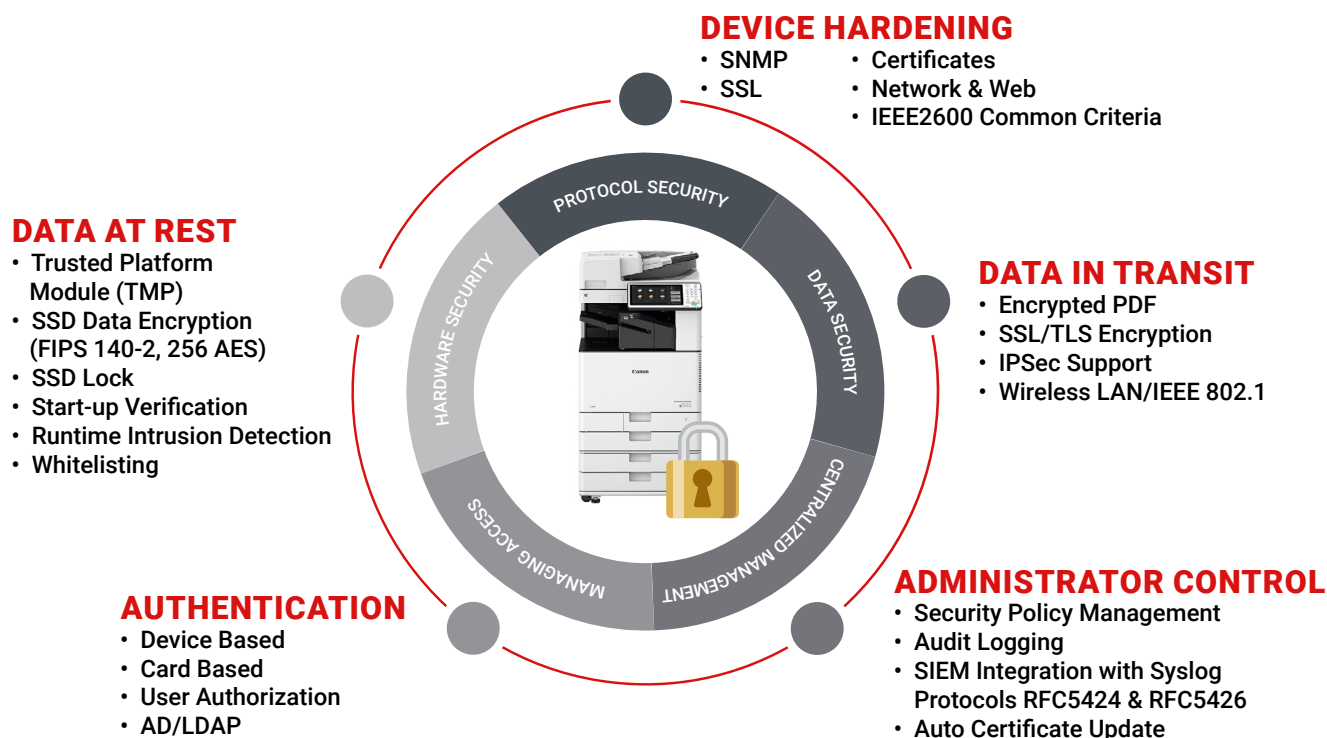 DEVICE HARDENING
• SNMP
• SSL
• Certificates
• Network & Web
• IEEE2600 Common Criteria
DATA AT REST
• Trusted Platform
Module (TMP)
• SSD Data Encryption
(FIPS 140-2, 256 AES)
• SSD Lock
• Start-up Verification
• Runtime Intrusion Detection
• Whitelisting
PROTOCOL SECURITY
DATA SECURITY
CENTRALIZED MANAGEMENT
MANAGING ACCESS
HARDWARE SECURITY
Canon
DATA IN TRANSIT
• Encrypted PDF
• SSL/TLS Encryption
• IPSec Support
• Wireless LAN/IEEE 802.1
AUTHENTICATION
• Device Based
• Card Based
• User Authorization
• AD/LDAP
ADMINISTRATOR CONTROL
• Security Policy Management
• Audit Logging
• SIEM Integration with Syslog
Protocols RFC5424 & RFC5426
• Auto Certificate Update